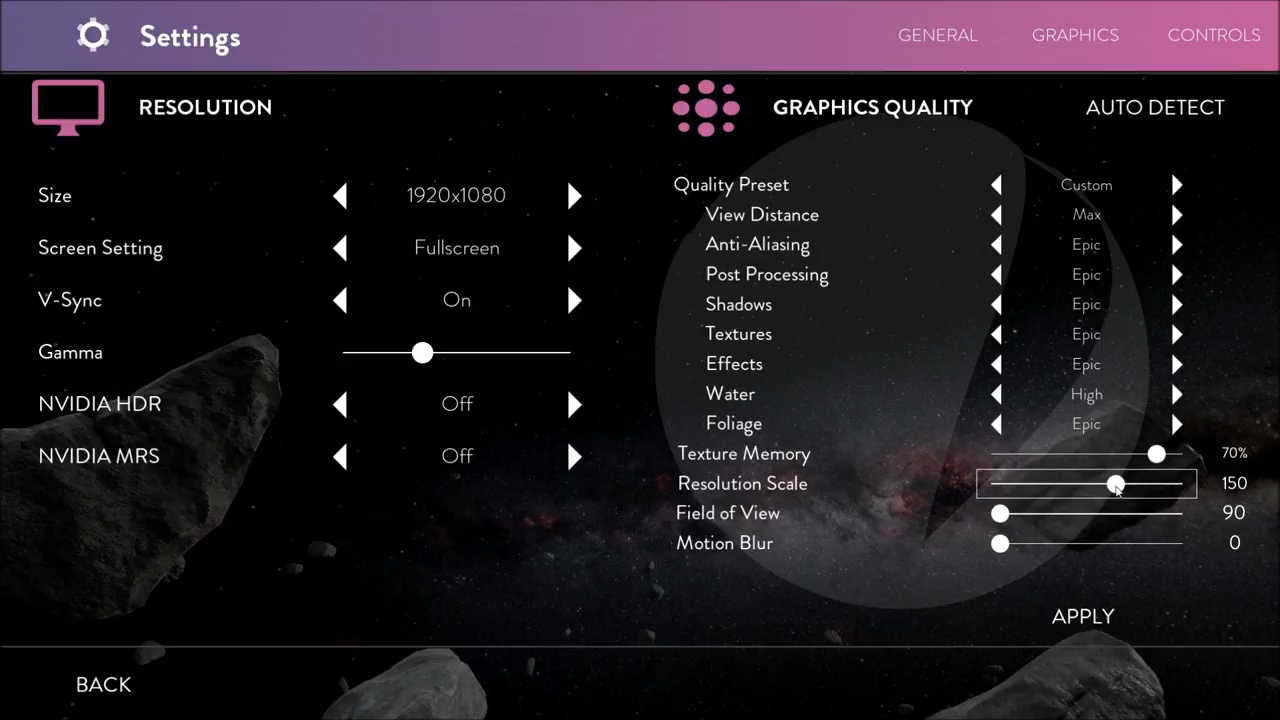 Settings
GENERAL GRAPHICS CONTROLS
RESOLUTION
Size 1920x1080
Screen Setting Fullscreen
V-Sync On
Gamma
NVIDIA HDR Off
NVIDIA MRS Off
GRAPHICS QUALITY AUTO DETECT
Quality Preset Custom
View Distance Max
Anti-Aliasing Epic
Post Processing Epic
Shadows Epic
Textures Epic
Effects Epic
Water High
Foliage Epic
Texture Memory 70%
Resolution Scale 150
Field of View 90
Motion Blur 0
APPLY
BACK